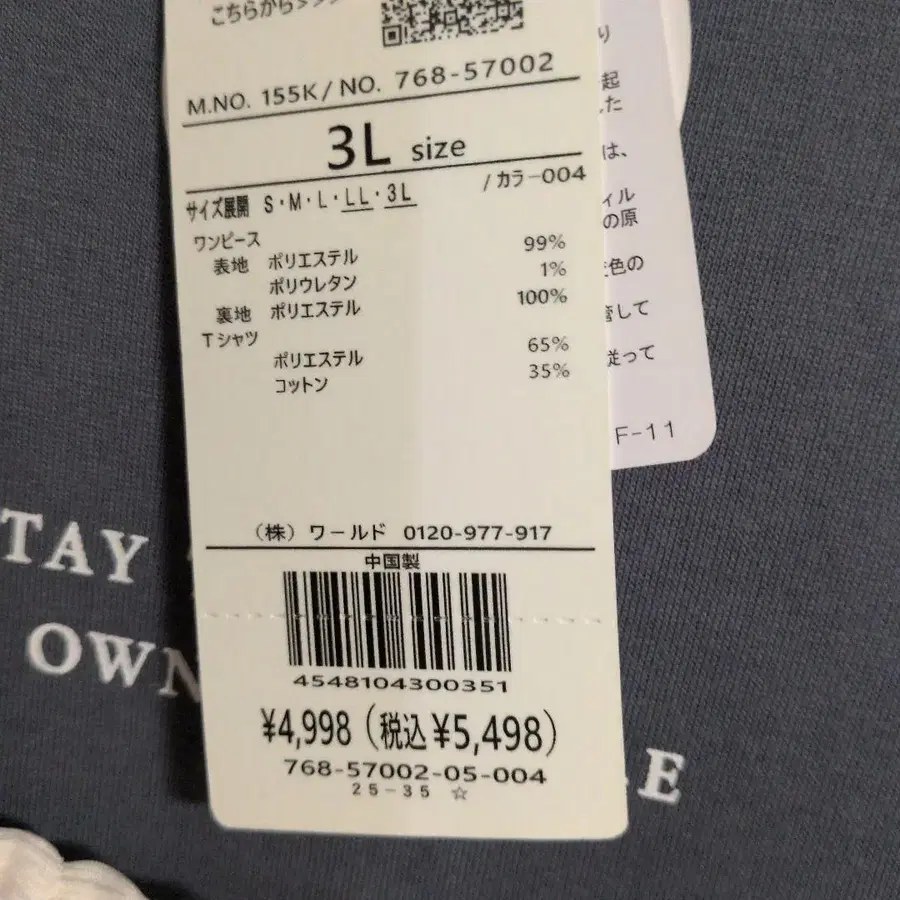 こちらから>>>
M.NO. 155K / NO. 768-57002
3L size
サイズ展開 S・M・L・LL・3L /カラー004
ワンピース
表地 ポリエステル 99%
ポリウレタン 1%
裏地 ポリエステル 100%
Tシャツ
ポリエステル 65%
コットン 35%
(株) ワールド 0120-977-917
中国製
4548104300351
¥4,998 (税込¥5,498)
768-57002-05-004
25-35 ☆
り
起
た
は、
ィル
の原
色の
して
従って
F-11
TAY
OWN
E